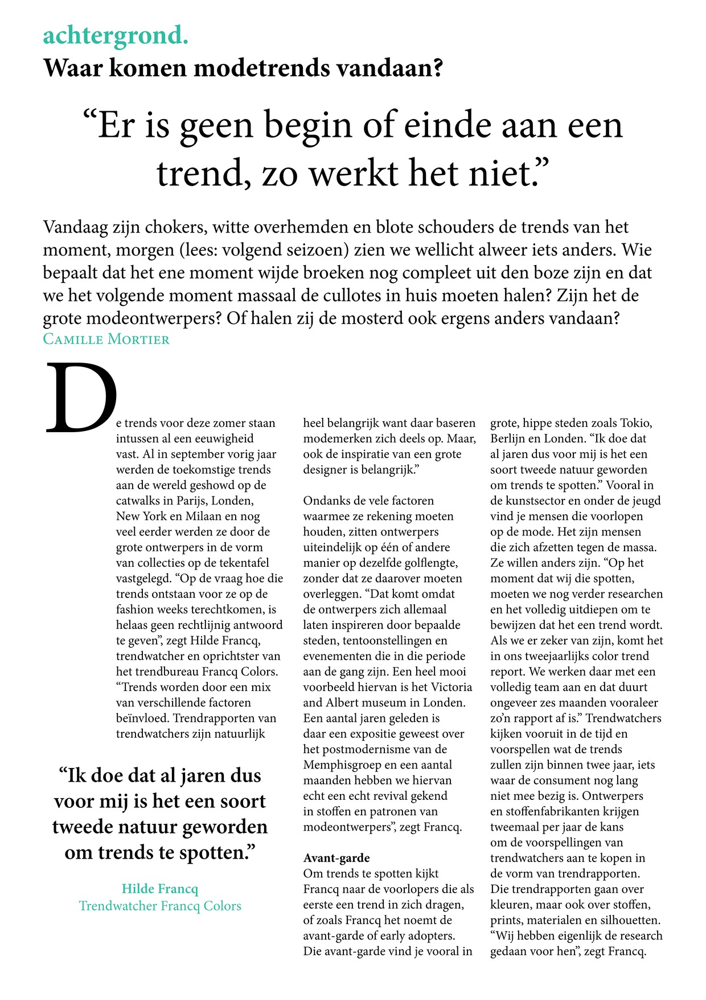 achtergrond.
Waar komen modetrends vandaan?
“Er is geen begin of einde aan een
trend, zo werkt het niet.”
Vandaag zijn chokers, witte overhemden en blote schouders de trends van het
moment, morgen (lees: volgend seizoen) zien we wellicht alweer iets anders. Wie
bepaalt dat het ene moment wijde broeken nog compleet uit den boze zijn en dat
we het volgende moment massaal de cullotes in huis moeten halen? Zijn het de
grote modeontwerpers? Of halen zij de mosterd ook ergens anders vandaan?
Camille Mortier
De trends voor deze zomer staan
intussen al een eeuwigheid
vast. Al in september vorig jaar
werden de toekomstige trends
aan de wereld geshowd op de
catwalks in Parijs, Londen,
New York en Milaan en nog
veel eerder werden ze door de
grote ontwerpers in de vorm
van collecties op de tekentafel
vastgelegd. “Op de vraag hoe die
trends ontstaan voor ze op de
fashion weeks terechtkomen, is
helaas geen rechtlijnig antwoord
te geven”, zegt Hilde Francq,
trendwatcher en oprichtster van
het trendbureau Francq Colors.
“Trends worden door een mix
van verschillende factoren
beïnvloed. Trendrapporten van
trendwatchers zijn natuurlijk
“Ik doe dat al jaren dus
voor mij is het een soort
tweede natuur geworden
om trends te spotten.”
Hilde Francq
Trendwatcher Francq Colors
heel belangrijk want daar baseren
modemerken zich deels op. Maar,
ook de inspiratie van een grote
designer is belangrijk.”
Ondanks de vele factoren
waarmee ze rekening moeten
houden, zitten ontwerpers
uiteindelijk op één of andere
manier op dezelfde golflengte,
zonder dat ze daarover moeten
overleggen. “Dat komt omdat
de ontwerpers zich allemaal
laten inspireren door bepaalde
steden, tentoonstellingen en
evenementen die in die periode
aan de gang zijn. Een heel mooi
voorbeeld hiervan is het Victoria
and Albert museum in Londen.
Een aantal jaren geleden is
daar een expositie geweest over
het postmodernisme van de
Memphisgroep en een aantal
maanden hebben we hiervan
echt een echt revival gekend
in stoffen en patronen van
modeontwerpers”, zegt Francq.
Avant-garde
Om trends te spotten kijkt
Francq naar de voorlopers die als
eerste een trend in zich dragen,
of zoals Francq het noemt de
avant-garde of early adopters.
Die avant-garde vind je vooral in
grote, hippe steden zoals Tokio,
Berlijn en Londen. “Ik doe dat
al jaren dus voor mij is het een
soort tweede natuur geworden
om trends te spotten.” Vooral in
de kunstsector en onder de jeugd
vind je mensen die voorlopen
op de mode. Het zijn mensen
die zich afzetten tegen de massa.
Ze willen anders zijn. “Op het
moment dat wij die spotten,
moeten we nog verder researchen
en het volledig uitdiepen om te
bewijzen dat het een trend wordt.
Als we er zeker van zijn, komt het
in ons tweejaarlijks color trend
report. We werken daar met een
volledig team aan en dat duurt
ongeveer zes maanden vooraleer
zo’n rapport af is.” Trendwatchers
kijken vooruit in de tijd en
voorspellen wat de trends
zullen zijn binnen twee jaar, iets
waar de consument nog lang
niet mee bezig is. Ontwerpers
en stoffenfabrikanten krijgen
tweemaal per jaar de kans
om de voorspellingen van
trendwatchers aan te kopen in
de vorm van trendrapporten.
Die trendrapporten gaan over
kleuren, maar ook over stoffen,
prints, materialen en silhouetten.
“Wij hebben eigenlijk de research
gedaan voor hen”, zegt Francq.